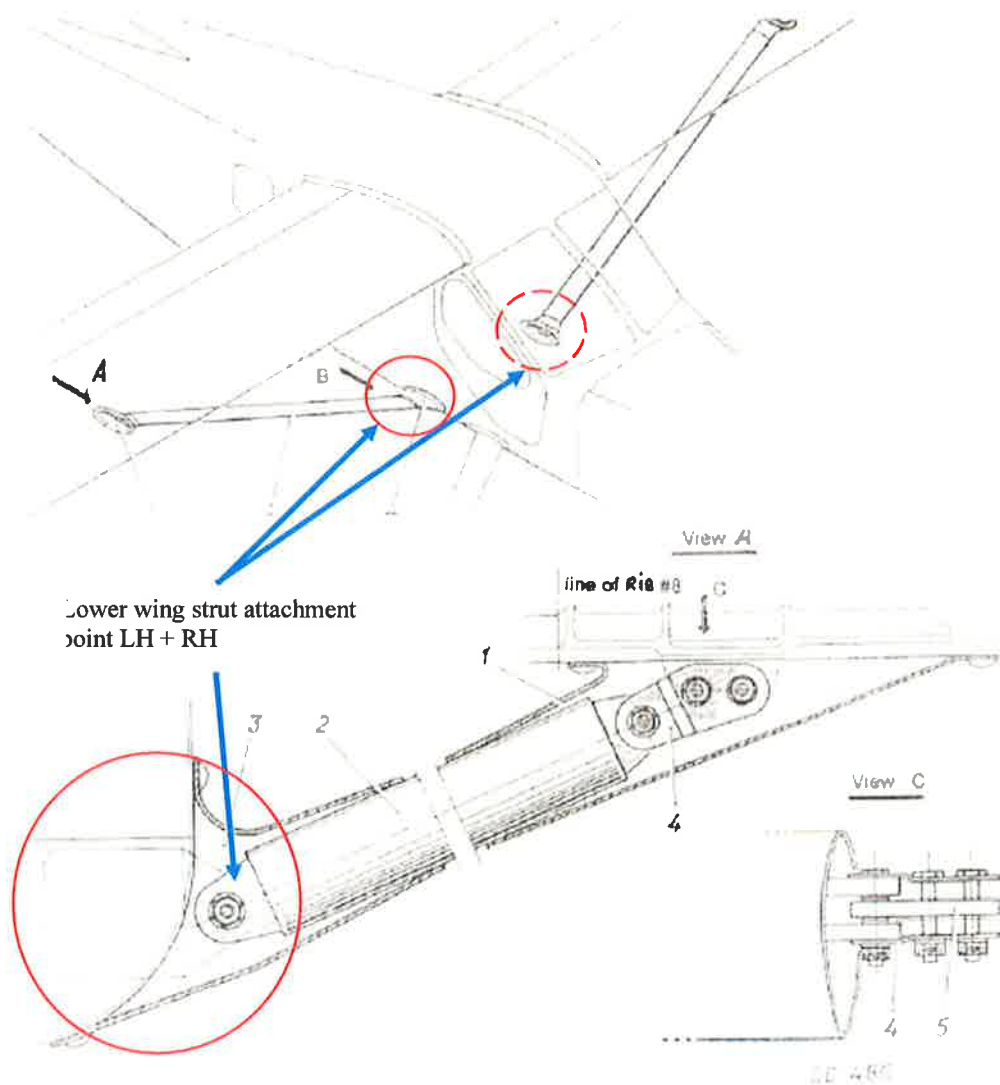 A
B
View A
line of Rib #8
C
Lower wing strut attachment
point LH + RH
1
3
2
4
View C
4
5